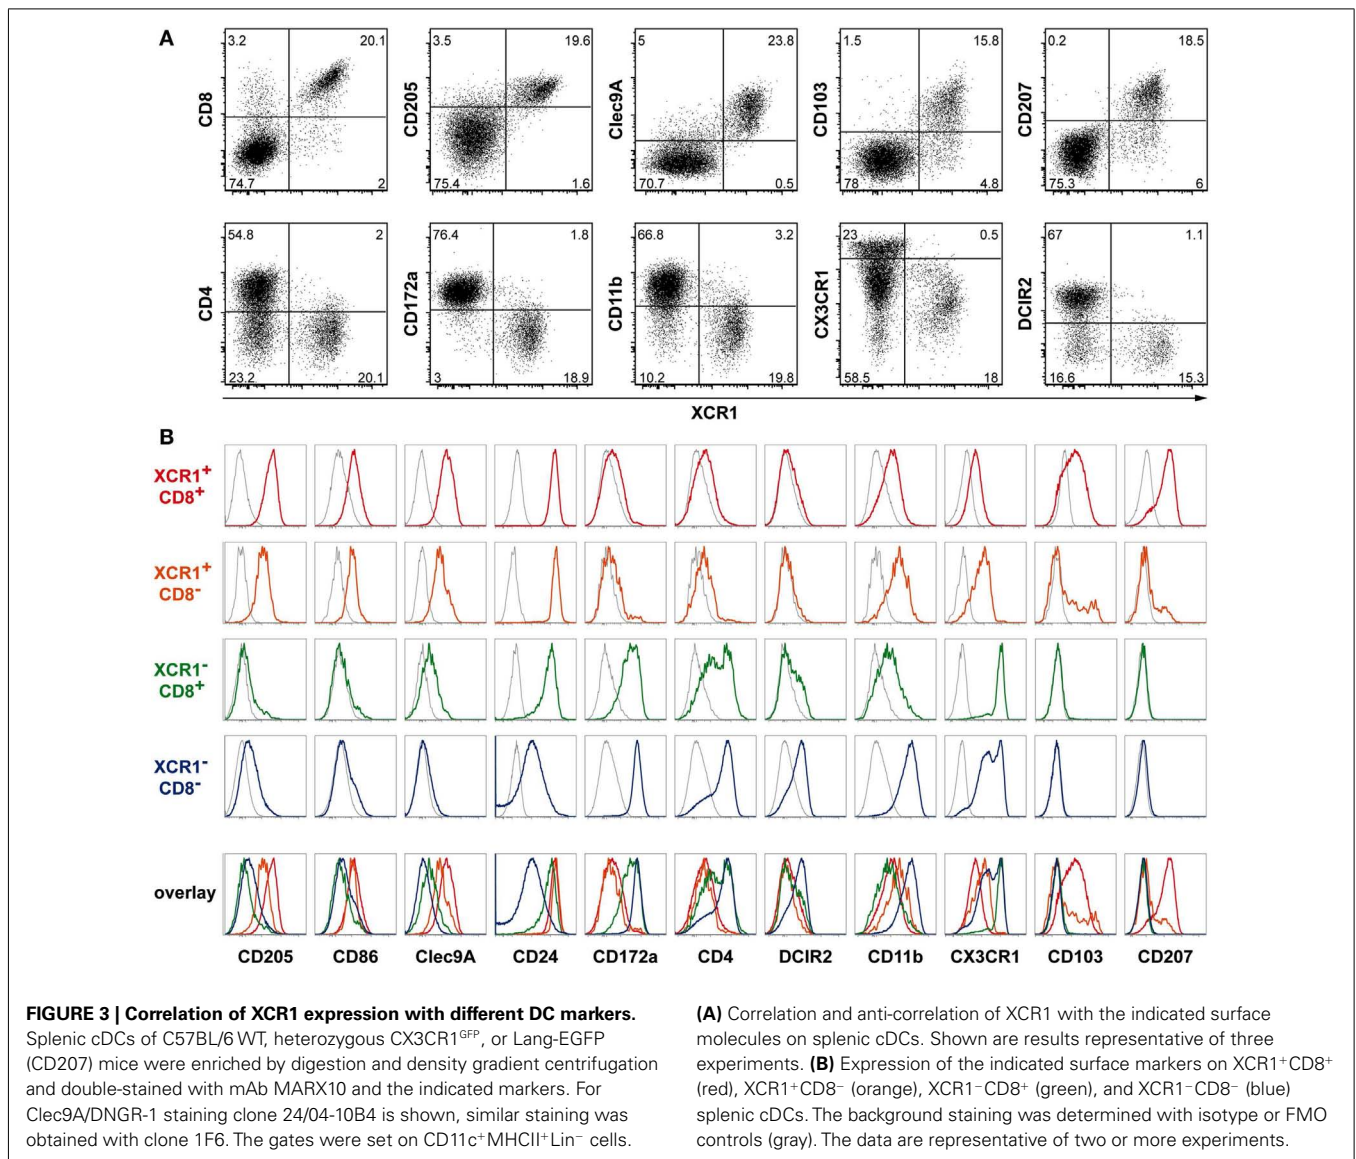 A
3.2 20.1
CD8
74.7 2
3.5 19.6
CD205
75.4 1.6
5 23.8
Clec9A
70.7 0.5
1.5 15.8
CD103
78 4.8
0.2 18.5
CD207
75.3 6
54.8 2
CD4
23.2 20.1
76.4 1.8
CD172a
3 18.9
66.8 3.2
CD11b
10.2 19.8
23 0.5
CX3CR1
58.5 18
67 1.1
DCIR2
16.6 15.3
XCR1
B
XCR1+
CD8+
XCR1+
CD8-
XCR1-
CD8+
XCR1-
CD8-
overlay
CD205 CD86 Clec9A CD24 CD172a CD4 DCIR2 CD11b CX3CR1 CD103 CD207
FIGURE 3 | Correlation of XCR1 expression with different DC markers.
Splenic cDCs of C57BL/6 WT, heterozygous CX3CR1GFP, or Lang-EGFP
(CD207) mice were enriched by digestion and density gradient centrifugation
and double-stained with mAb MARX10 and the indicated markers. For
Clec9A/DNGR-1 staining clone 24/04-10B4 is shown, similar staining was
obtained with clone 1F6. The gates were set on CD11c+MHCII+Lin− cells.
(A) Correlation and anti-correlation of XCR1 with the indicated surface
molecules on splenic cDCs. Shown are results representative of three
experiments. (B) Expression of the indicated surface markers on XCR1+CD8+
(red), XCR1+CD8− (orange), XCR1−CD8+ (green), and XCR1−CD8− (blue)
splenic cDCs. The background staining was determined with isotype or FMO
controls (gray). The data are representative of two or more experiments.